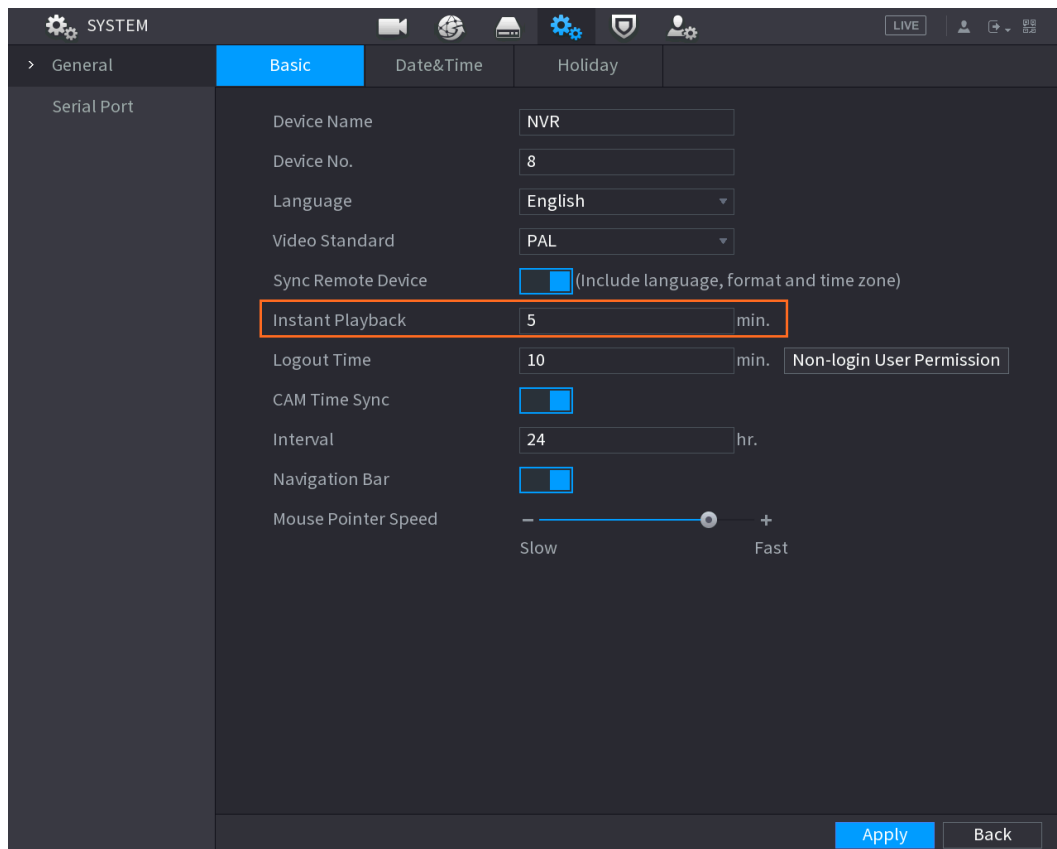 SYSTEM
LIVE
General
Basic
Date&Time
Holiday
Serial Port
Device Name NVR
Device No. 8
Language English
Video Standard PAL
Sync Remote Device (Include language, format and time zone)
Instant Playback 5 min.
Logout Time 10 min. Non-login User Permission
CAM Time Sync
Interval 24 hr.
Navigation Bar
Mouse Pointer Speed
Slow Fast
Apply Back